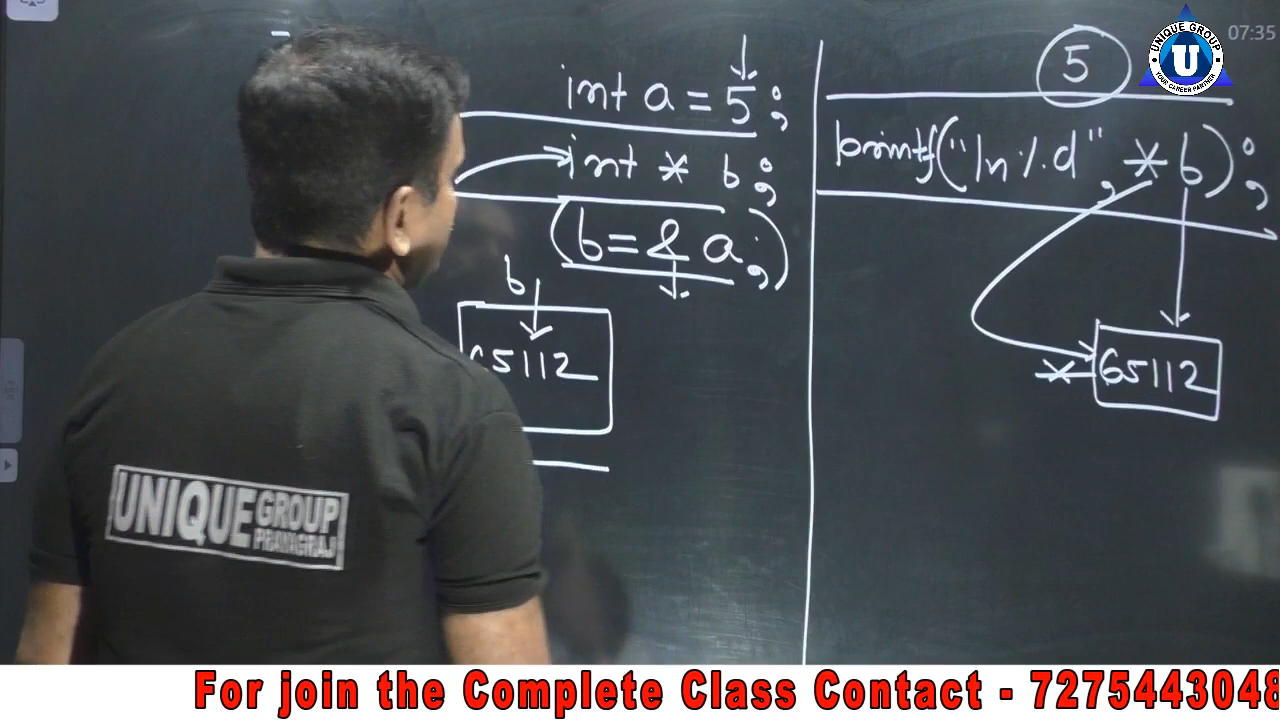 int a = 5;
int * b;
(b = & a;)
b
65112
5
printf("\n%d", *b);
* 65112
UNIQUE GROUP
U
YOUR CAREER PARTNER
07:35
UNIQUE GROUP
PRAYAGRAJ
For join the Complete Class Contact - 7275443048